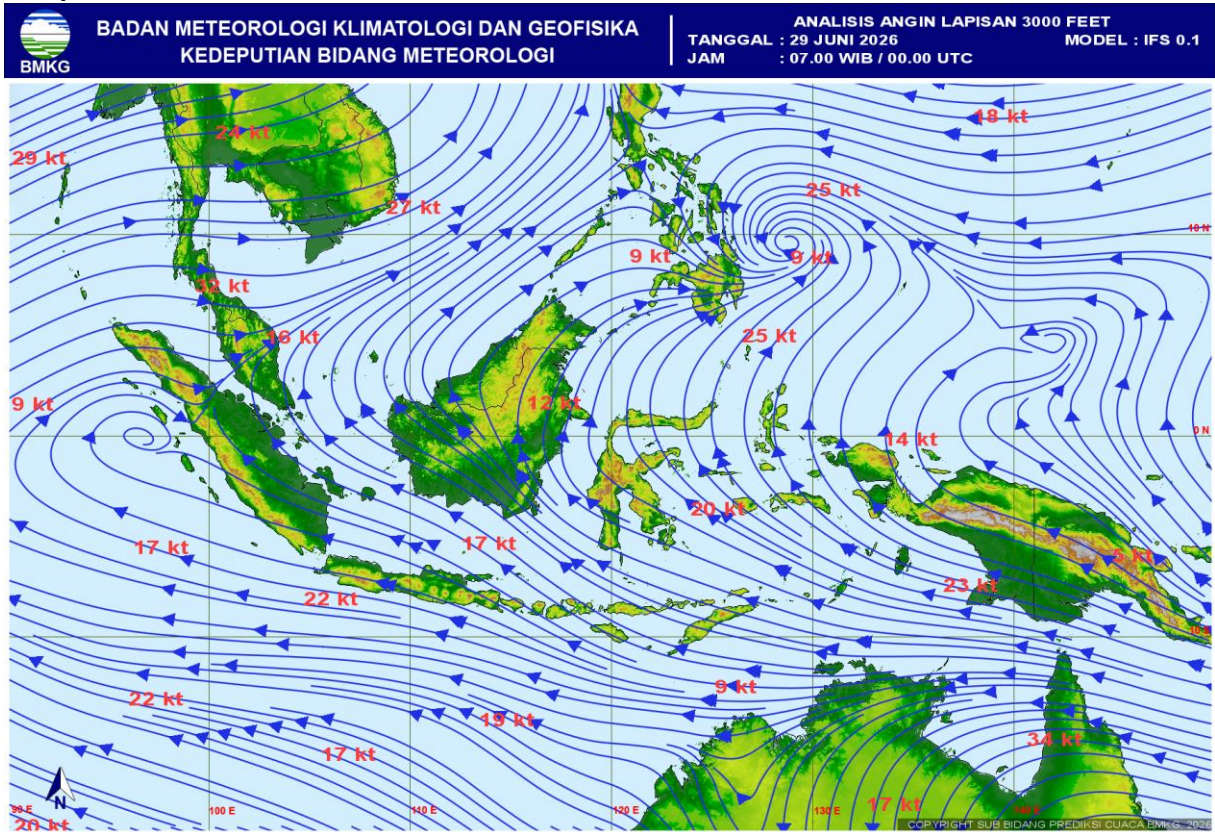 BADAN METEOROLOGI KLIMATOLOGI DAN GEOFISIKA
KEDEPUTIAN BIDANG METEOROLOGI
BMKG
ANALISIS ANGIN LAPISAN 3000 FEET
TANGGAL : 29 JUNI 2026 MODEL : IFS 0.1
JAM : 07.00 WIB / 00.00 UTC
18 kt
24 kt
29 kt
25 kt
27 kt
10 N
9 kt
9 kt
32 kt
16 kt
25 kt
9 kt
12 kt
0 N
14 kt
20 kt
17 kt
17 kt
5 kt
23 kt
22 kt
10 S
9 kt
22 kt
19 kt
34 kt
17 kt
N
90 E
100 E
110 E
120 E
130 E
17 kt
20 kt
COPYRIGHT SUB BIDANG PREDIKSI CUACA BMKG, 2026